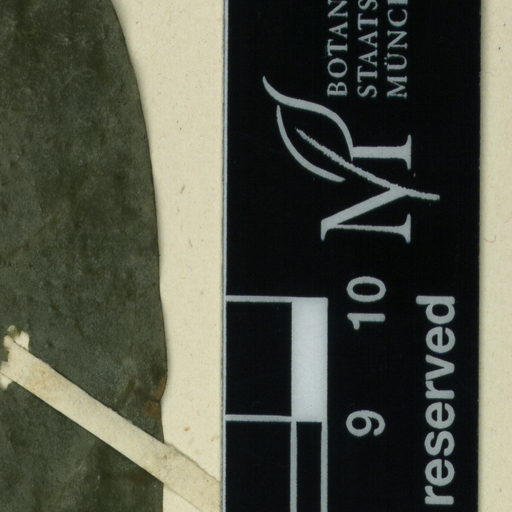 BOTAN
STAATS
MÜNC
9 10
reserved